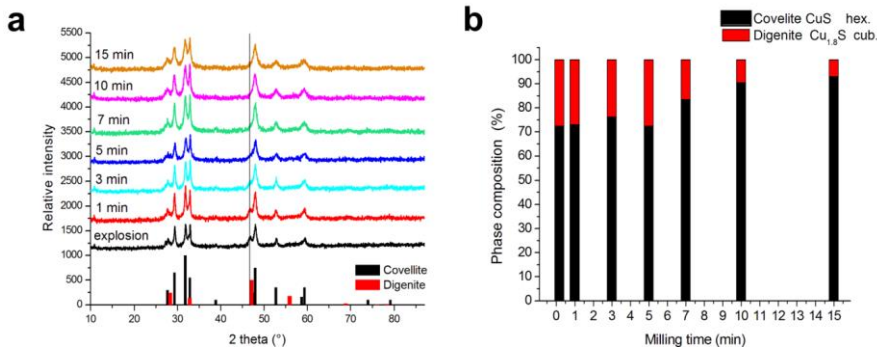 a
5500
5000
4500
4000
3500
3000
2500
2000
1500
1000
500
0
Relative intensity
15 min
10 min
7 min
5 min
3 min
1 min
explosion
Covellite
Digenite
10 20 30 40 50 60 70 80
2 theta (°)
b
Covelite CuS hex.
Digenite Cu1.8S cub.
100
90
80
70
60
50
40
30
20
10
0
Phase composition (%)
0 1 2 3 4 5 6 7 8 9 10 11 12 13 14 15
Milling time (min)